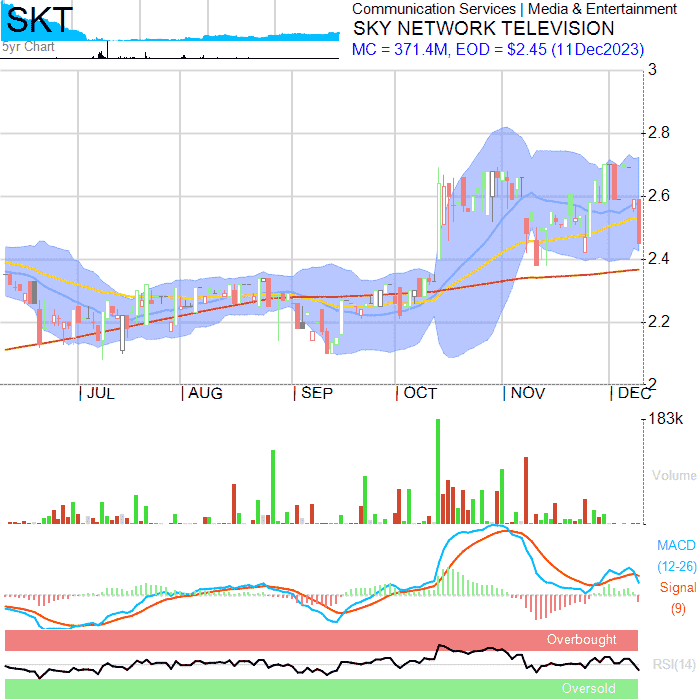 SKT
5yr Chart
Communication Services | Media & Entertainment
SKY NETWORK TELEVISION
MC = 371.4M, EOD = $2.45 (11Dec2023)
3
2.8
2.6
2.4
2.2
2
JUL AUG SEP OCT NOV DEC
183k
Volume
MACD
(12-26)
Signal
(9)
Overbought
RSI(14)
Oversold